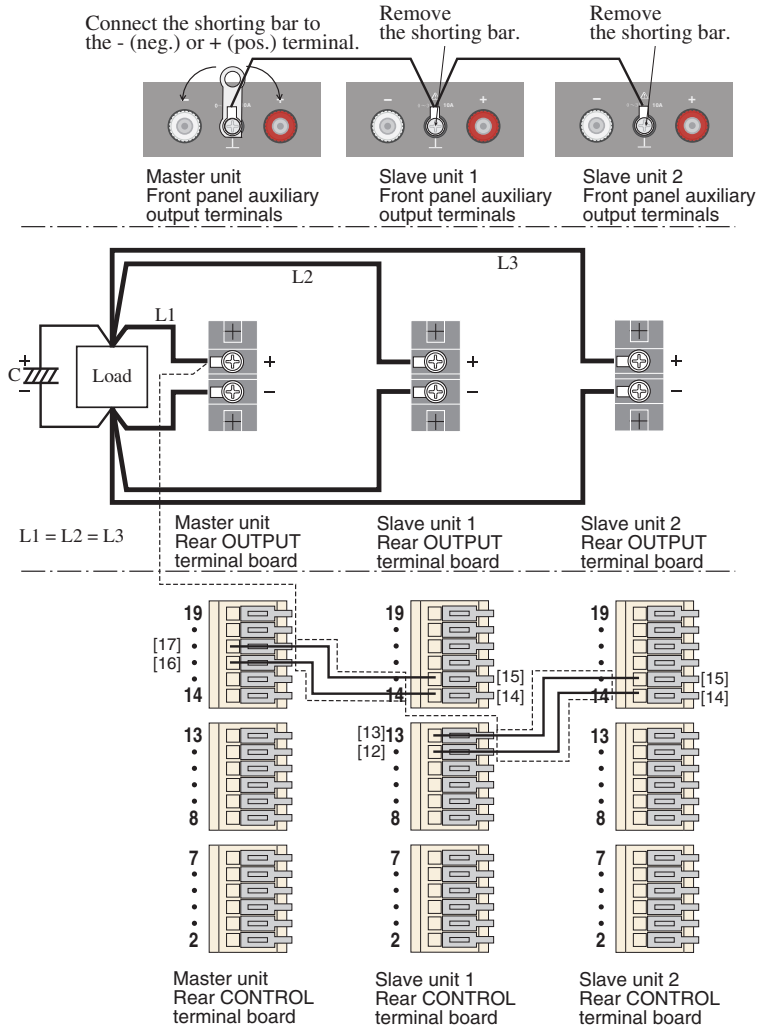 Connect the shorting bar to
the - (neg.) or + (pos.) terminal.
Remove
the shorting bar.
Remove
the shorting bar.
- 10A +
- 10A +
- 10A +
Master unit
Front panel auxiliary
output terminals
Slave unit 1
Front panel auxiliary
output terminals
Slave unit 2
Front panel auxiliary
output terminals
L3
L2
L1
+
C
-
Load
+
-
+
-
+
-
L1 = L2 = L3
Master unit
Rear OUTPUT
terminal board
Slave unit 1
Rear OUTPUT
terminal board
Slave unit 2
Rear OUTPUT
terminal board
19
[17]
[16]
14
13
8
7
2
19
[15]
14 [14]
[13] 13
[12]
8
7
2
19
[15]
14 [14]
13
8
7
2
Master unit
Rear CONTROL
terminal board
Slave unit 1
Rear CONTROL
terminal board
Slave unit 2
Rear CONTROL
terminal board